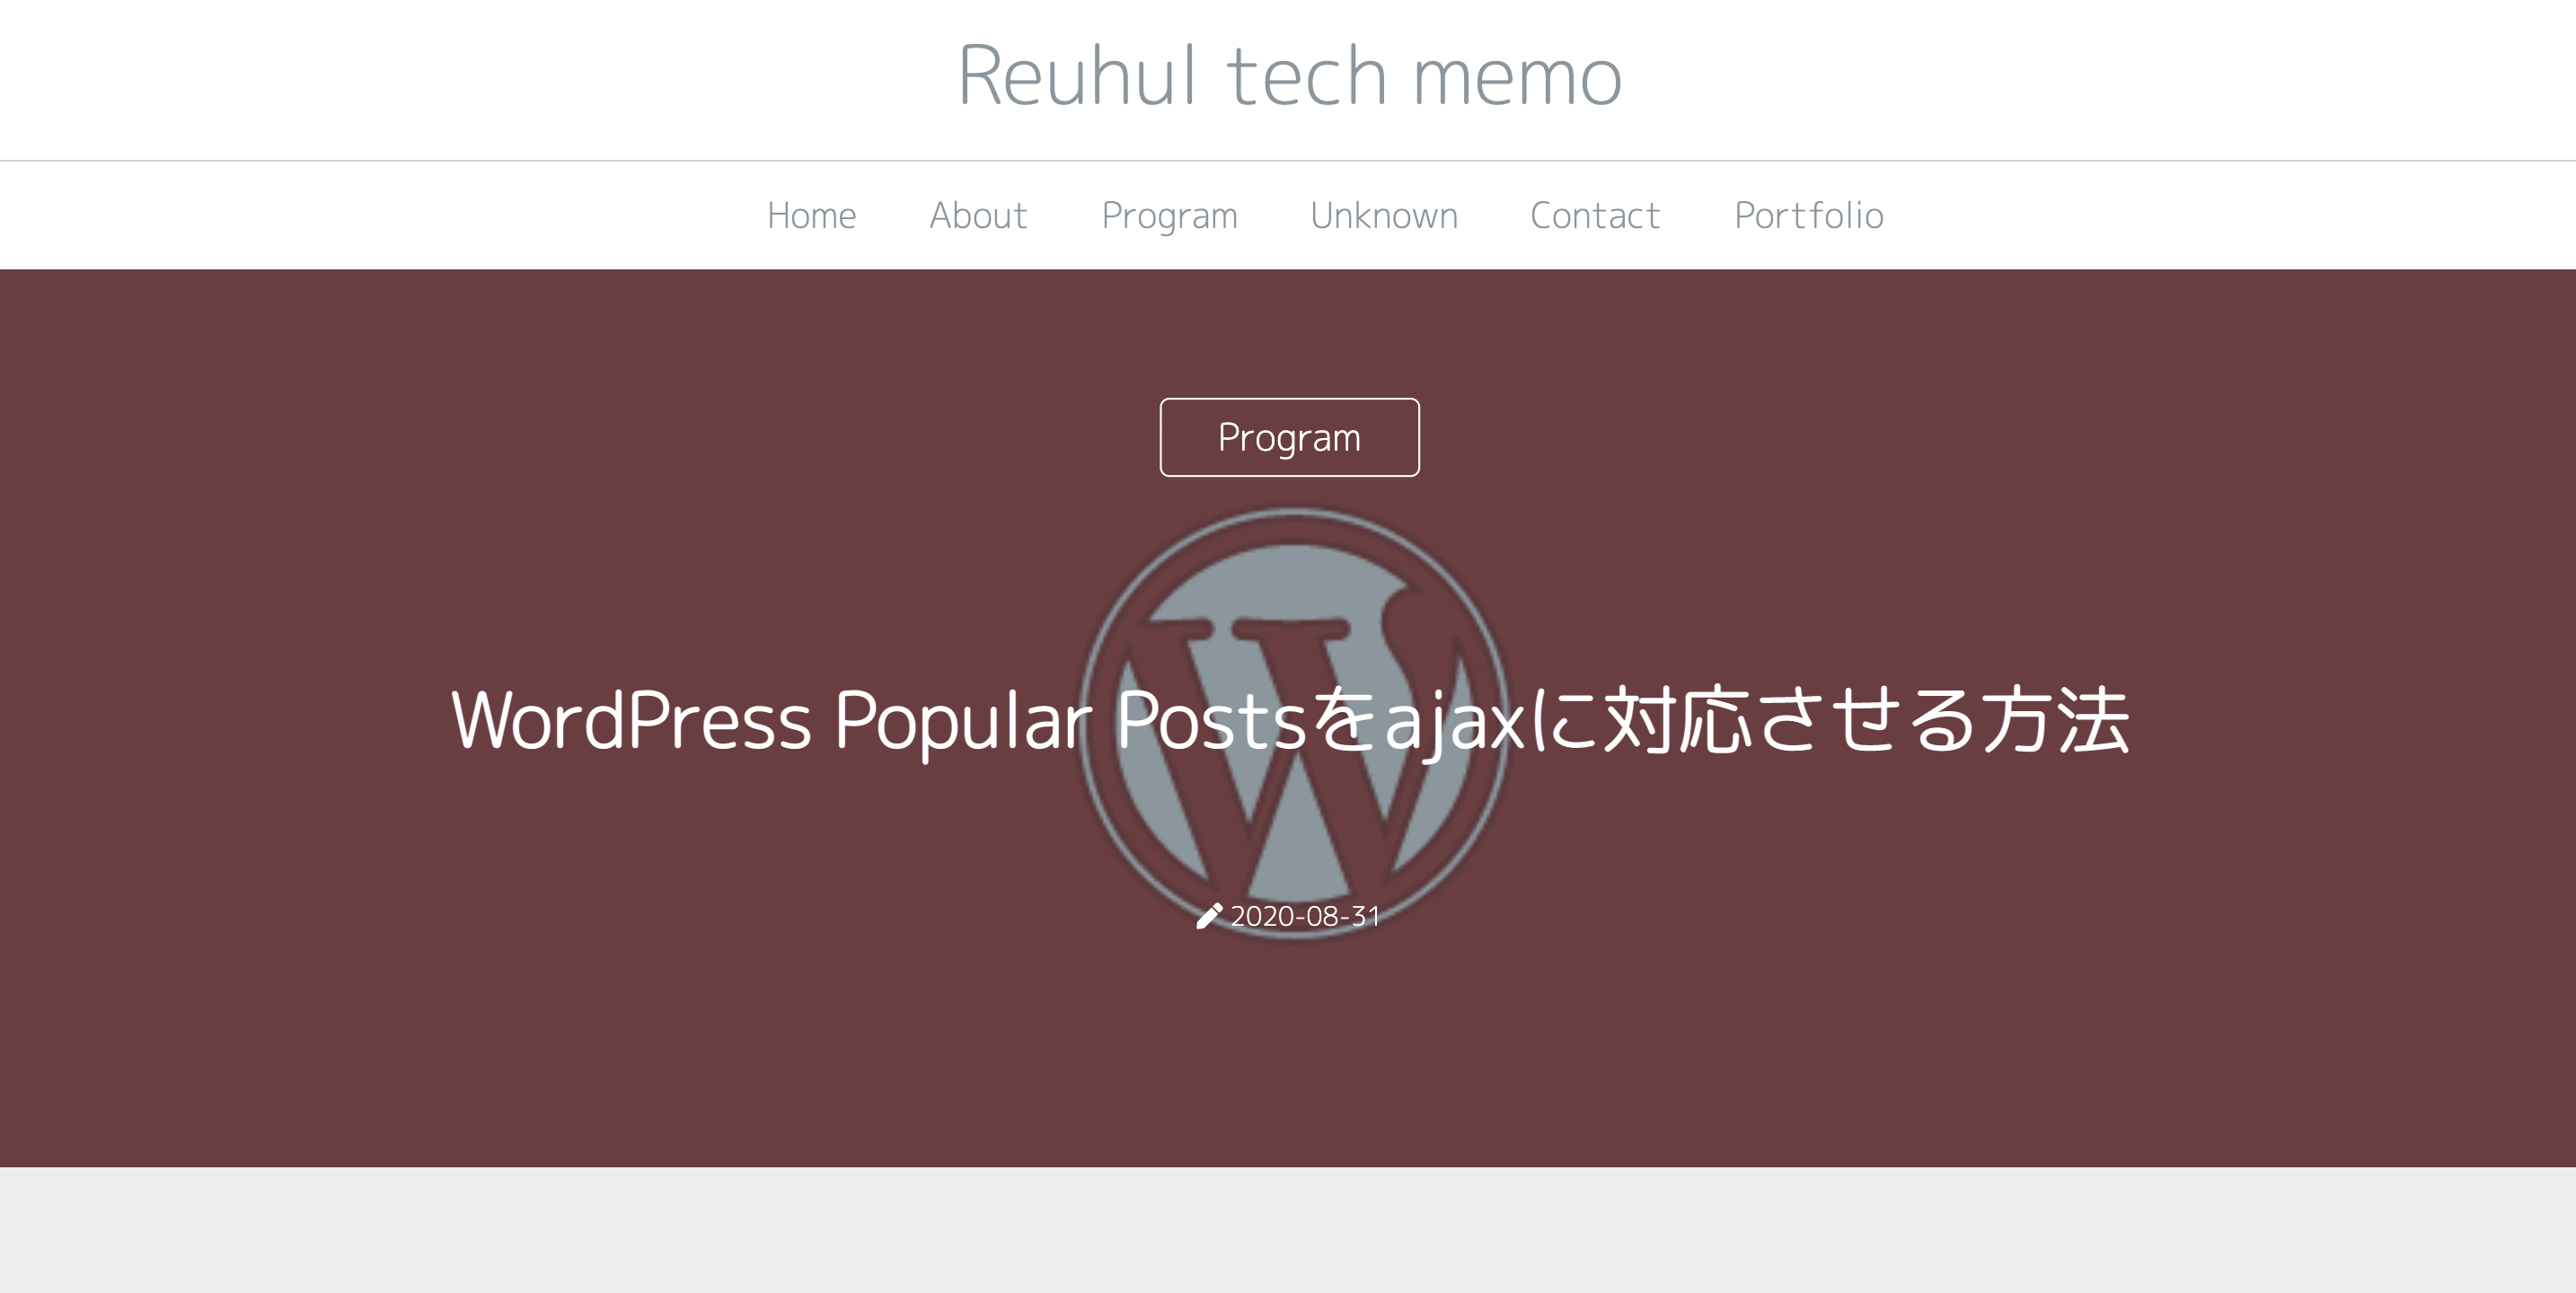 Reuhul tech memo
Home About Program Unknown Contact Portfolio
Program
WordPress Popular Postsをajaxに対応させる方法
2020-08-31